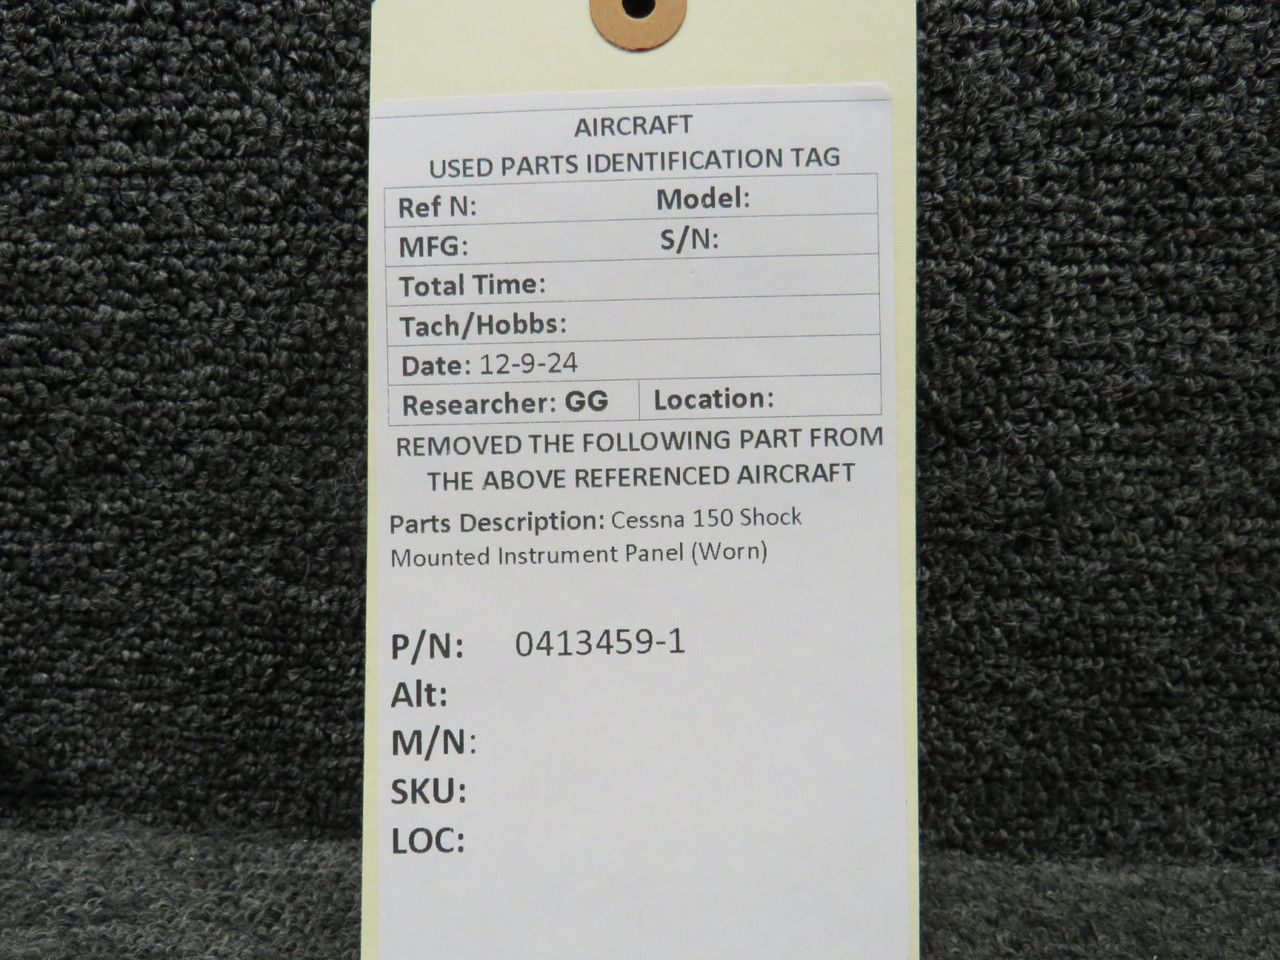 AIRCRAFT
USED PARTS IDENTIFICATION TAG
Ref N: Model:
MFG: S/N:
Total Time:
Tach/Hobbs:
Date: 12-9-24
Researcher: GG Location:
REMOVED THE FOLLOWING PART FROM
THE ABOVE REFERENCED AIRCRAFT
Parts Description: Cessna 150 Shock
Mounted Instrument Panel (Worn)
P/N: 0413459-1
Alt:
M/N:
SKU:
LOC: